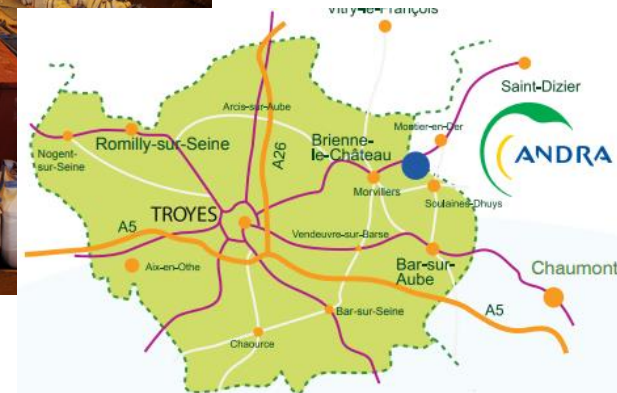 Vitry-le-François
Saint-Dizier
Arcis-sur-Aube
Montier-en-Der
Romilly-sur-Seine
Brienne-
le-Château
ANDRA
Nogent-
sur-Seine
A26
Morvilliers
Soulaines-Dhuys
TROYES
A5
Vendeuvre-sur-Barse
Aix-en-Othe
Bar-sur-
Aube
Chaumont
Bar-sur-Seine
A5
Chaource